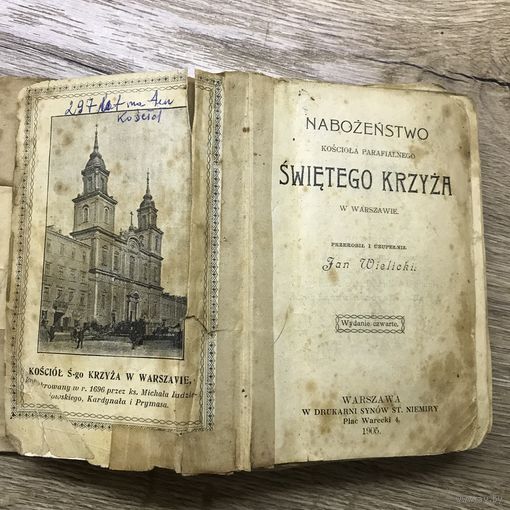 297 lat ma ten
Kościół
KOŚCIÓŁ Ś-go KRZYŻA W WARSZAWIE,
w r. 1696 przez ks. Michała
Kardynała i Prymasa.
NABOŻEŃSTWO
KOŚCIOŁA PARAFIALNEGO
ŚWIĘTEGO KRZYŻA
W WARSZAWIE.
PRZEROBIŁ I UZUPEŁNIŁ
Jan Wielicki.
Wydanie czwarte.
WARSZAWA
W DRUKARNI SYNÓW ST. NIEMIRY
Plac Warecki 4.
1905.